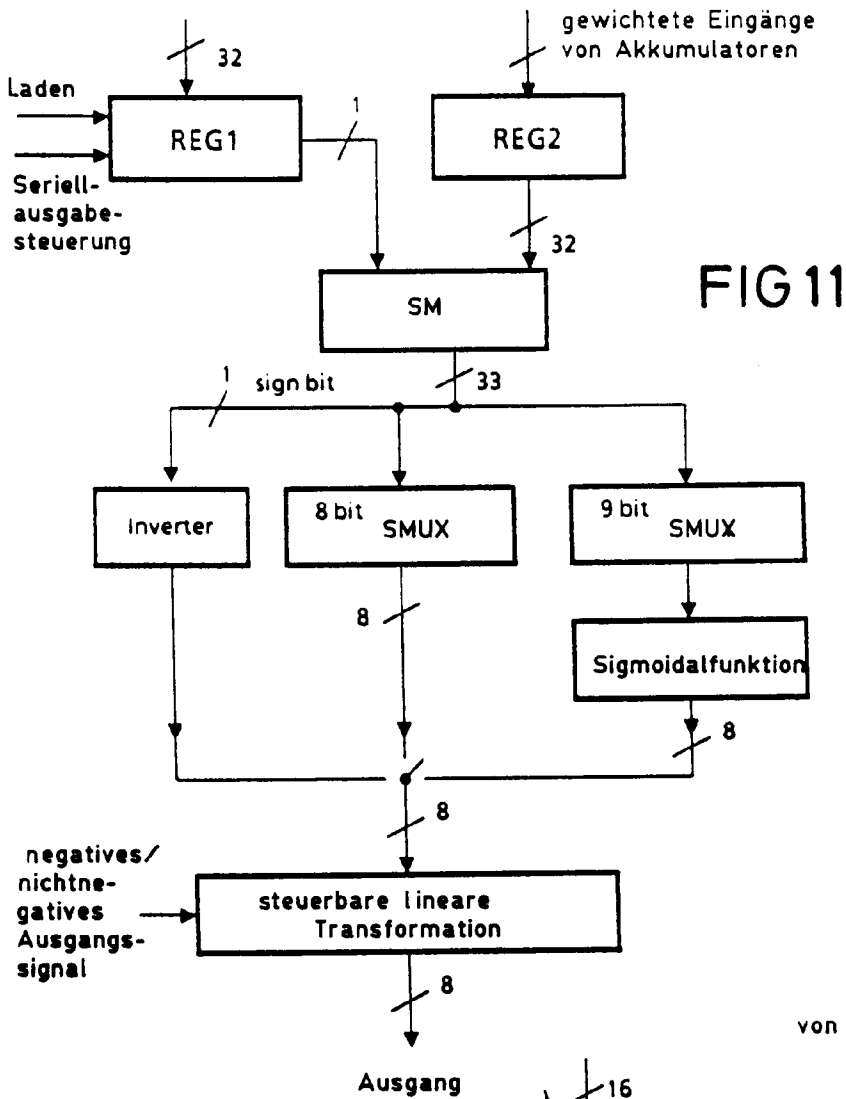 gewichtete Eingänge
von Akkumulatoren
32
Laden
REG1
1
REG2
Seriell-
ausgabe-
steuerung
32
SM
FIG 11
1
sign bit
33
Inverter
8 bit
SMUX
9 bit
SMUX
8
Sigmoidalfunktion
8
8
negatives/
nichtne-
gatives
Ausgangs-
signal
steuerbare lineare
Transformation
8
von
Ausgang
16